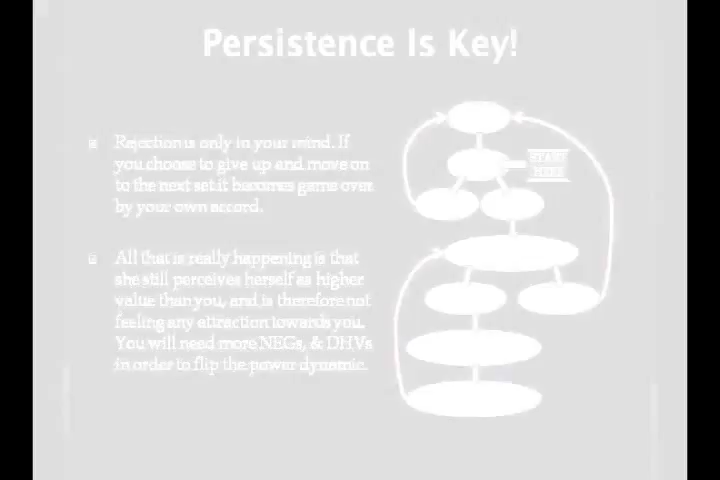 Persistence Is Key!
Rejection is only in your mind. If
you choose to give up and move on
to the next set it becomes game over
by your own accord.
All that is really happening is that
she still perceives herself as higher
value than you, and is therefore not
feeling any attraction towards you.
You will need more NEGs, & DHVs
in order to flip the power dynamic.
START
HERE